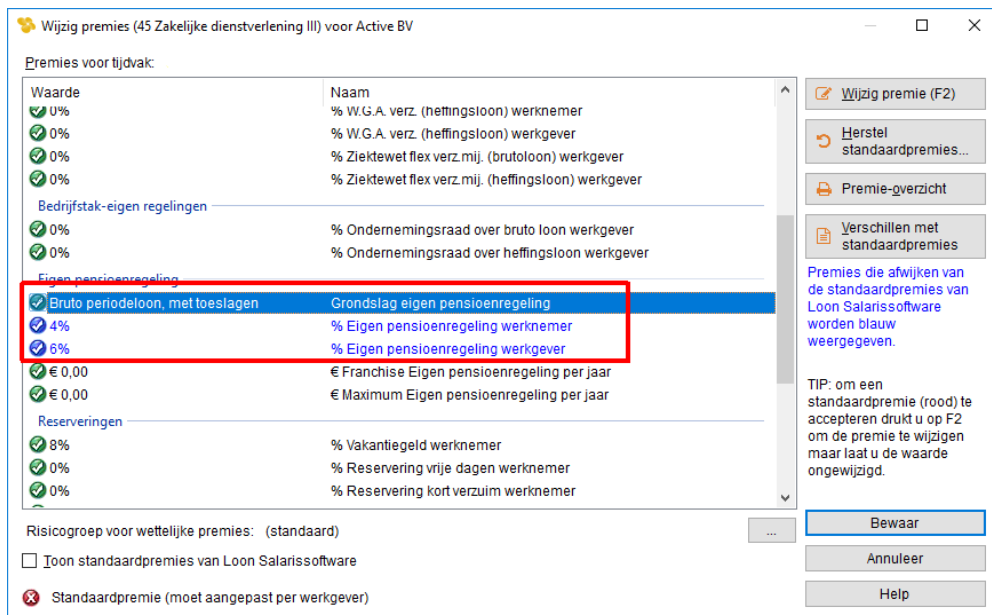 Wijzig premies (45 Zakelijke dienstverlening III) voor Active BV
Premies voor tijdvak:
Waarde Naam
0% % W.G.A. verz. (heffingsloon) werknemer
0% % W.G.A. verz. (heffingsloon) werkgever
0% % Ziektewet flex verz.mij. (brutoloon) werkgever
0% % Ziektewet flex verz.mij. (heffingsloon) werkgever
Bedrijfstak-eigen regelingen
0% % Ondernemingsraad over bruto loon werkgever
0% % Ondernemingsraad over heffingsloon werkgever
Eigen pensioenregeling
Bruto periodeloon, met toeslagen Grondslag eigen pensioenregeling
4% % Eigen pensioenregeling werknemer
6% % Eigen pensioenregeling werkgever
€ 0,00 € Franchise Eigen pensioenregeling per jaar
€ 0,00 € Maximum Eigen pensioenregeling per jaar
Reserveringen
8% % Vakantiegeld werknemer
0% % Reservering vrije dagen werknemer
0% % Reservering kort verzuim werknemer
Risicogroep voor wettelijke premies: (standaard)
...
Toon standaardpremies van Loon Salarissoftware
Standaardpremie (moet aangepast per werkgever)
Wijzig premie (F2)
Herstel
standaardpremies...
Premie-overzicht
Verschillen met
standaardpremies
Premies die afwijken van
de standaardpremies van
Loon Salarissoftware
worden blauw
weergegeven.
TIP: om een
standaardpremie (rood) te
accepteren drukt u op F2
om de premie te wijzigen
maar laat u de waarde
ongewijzigd.
Bewaar
Annuleer
Help